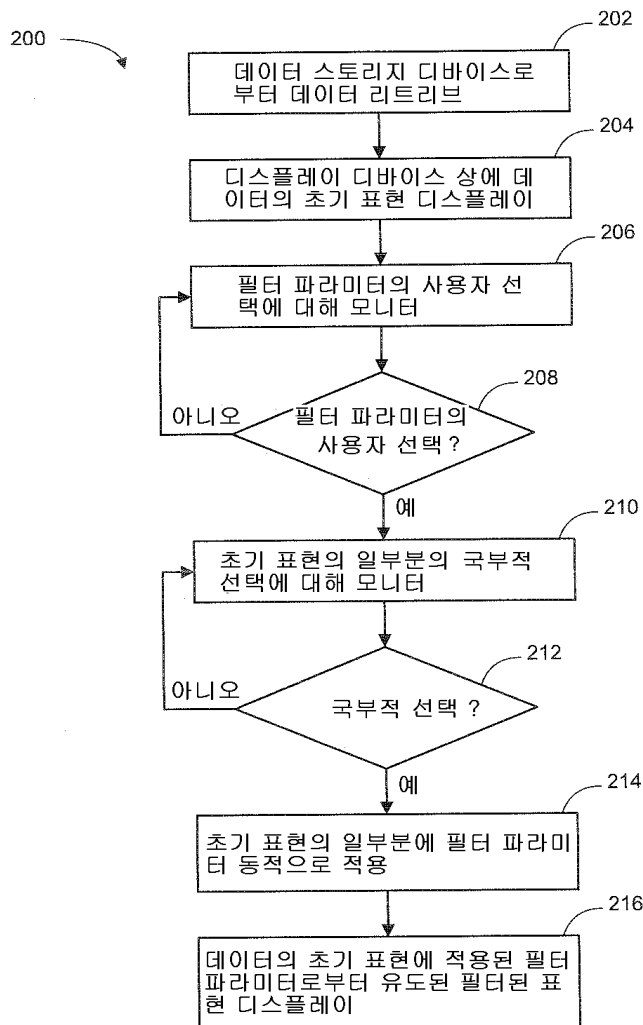 200
202
데이터 스토리지 디바이스로
부터 데이터 리트리브
204
디스플레이 디바이스 상에 데
이터의 초기 표현 디스플레이
206
필터 파라미터의 사용자 선
택에 대해 모니터
208
아니오
필터 파라미터의
사용자 선택?
예
210
초기 표현의 일부분의 국부적
선택에 대해 모니터
212
아니오
국부적 선택 ?
예
214
초기 표현의 일부분에 필터 파라미
터 동적으로 적용
216
데이터의 초기 표현에 적용된 필터
파라미터로부터 유도된 필터된 표
현 디스플레이